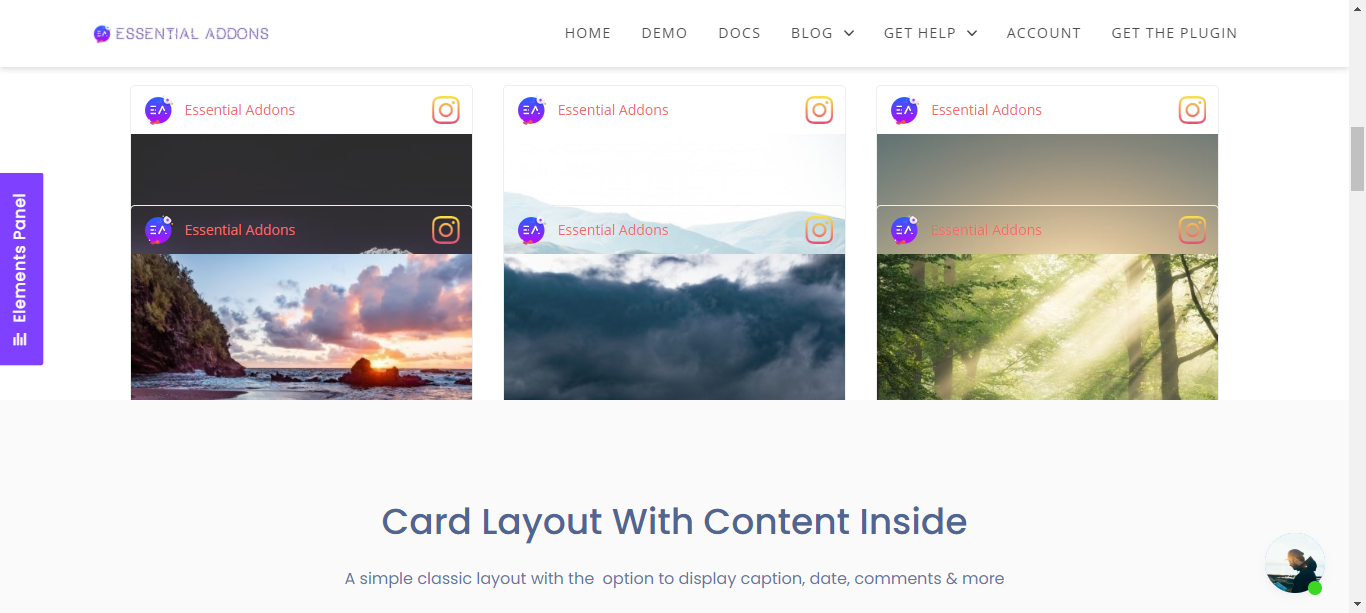 ESSENTIAL ADDONS HOME DEMO DOCS BLOG GET HELP ACCOUNT GET THE PLUGIN
Essential Addons Essential Addons Essential Addons
Essential Addons Essential Addons Essential Addons
Elements Panel
Card Layout With Content Inside
A simple classic layout with the option to display caption, date, comments & more